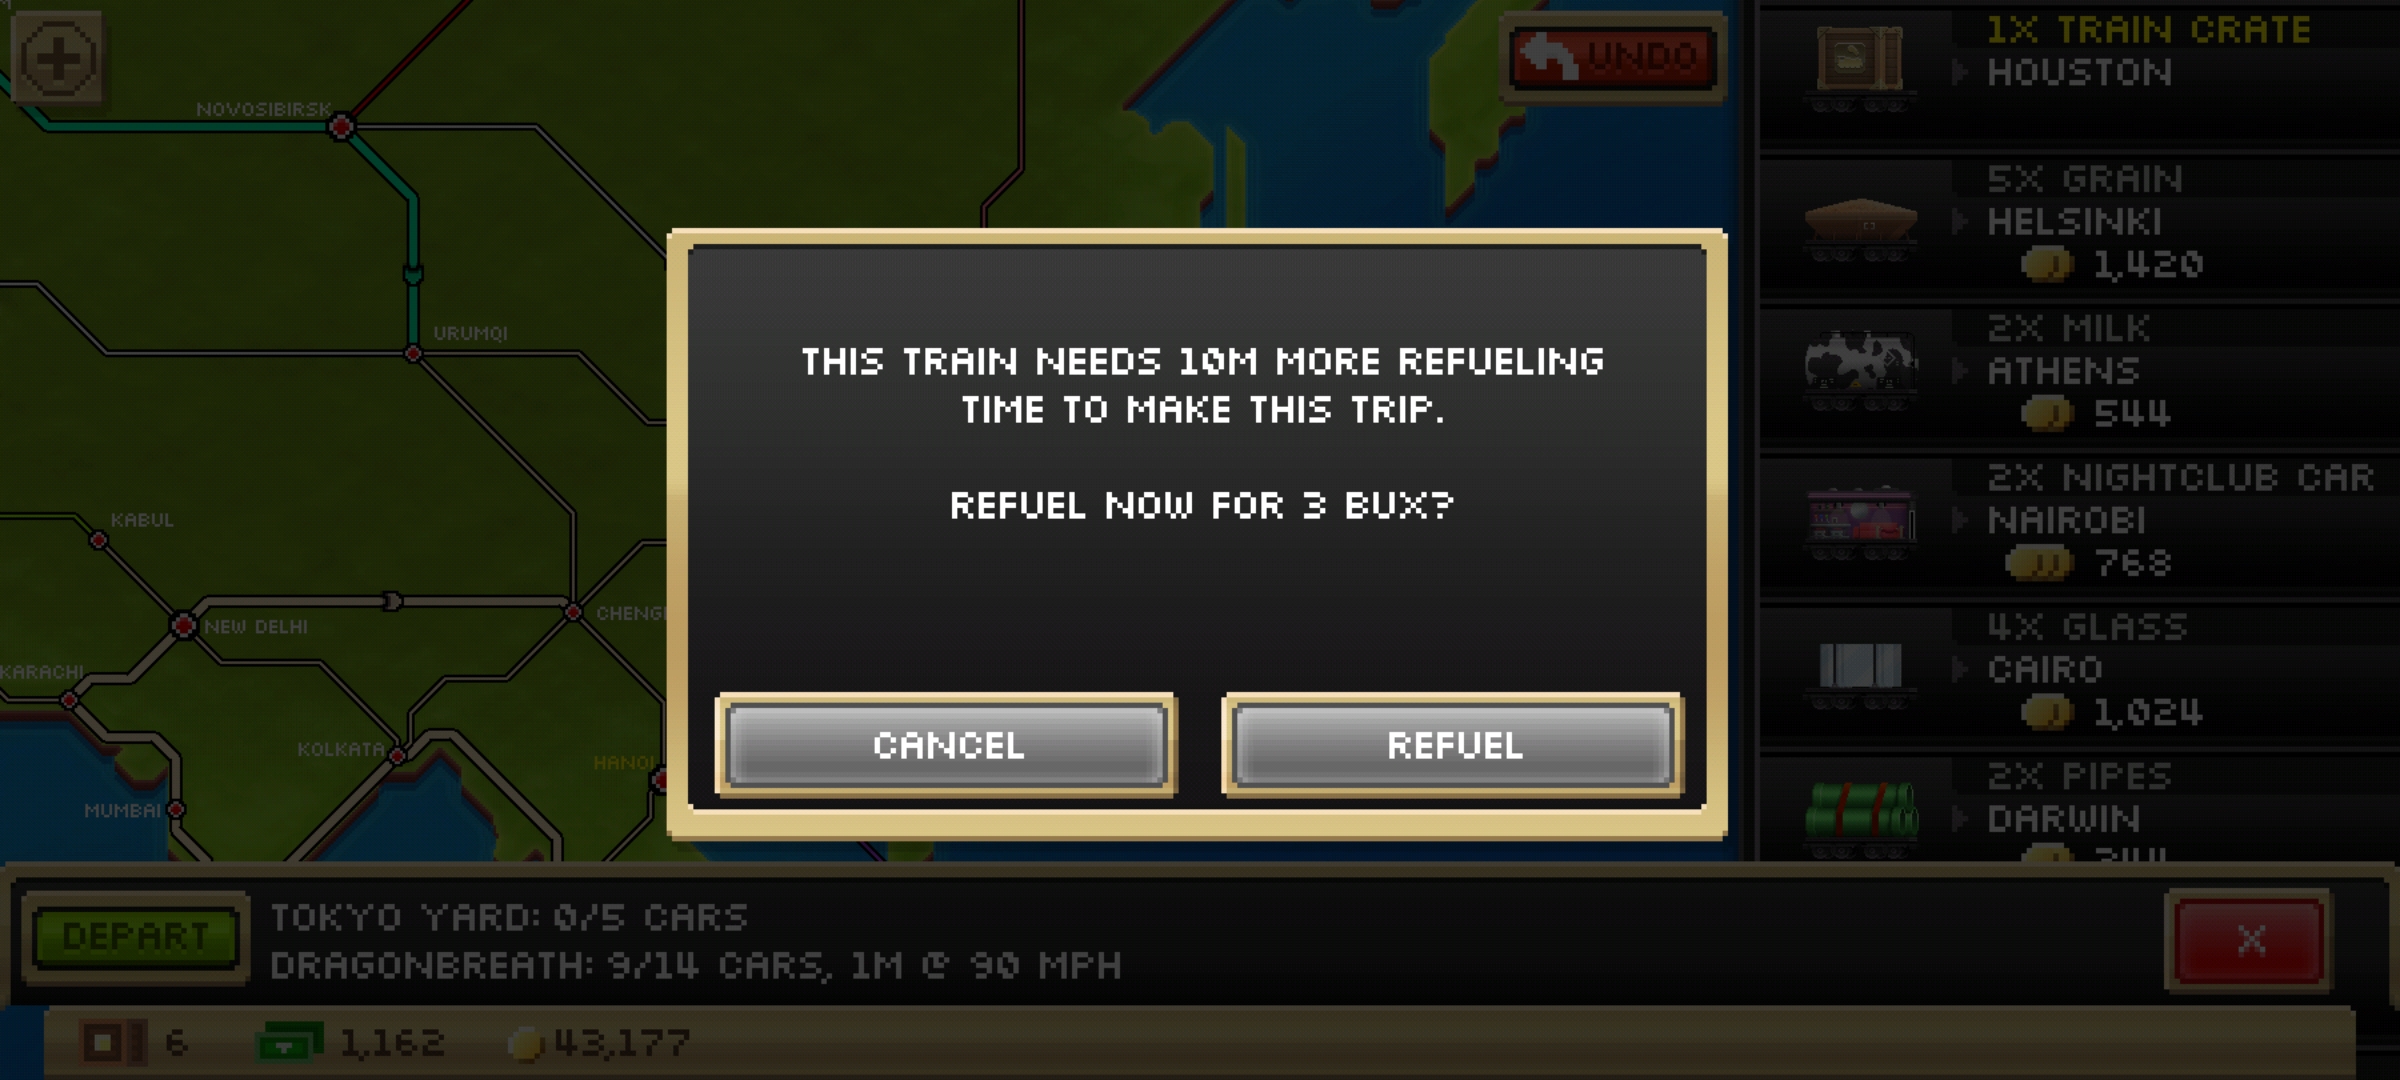 NOVOSIBIRSK
URUMQI
KABUL
NEW DELHI
KARACHI
KOLKATA
MUMBAI
HANOI
UNDO
THIS TRAIN NEEDS 10M MORE REFUELING
TIME TO MAKE THIS TRIP.
REFUEL NOW FOR 3 BUX?
CANCEL
REFUEL
1X TRAIN CRATE
HOUSTON
5X GRAIN
HELSINKI
1,420
2X MILK
ATHENS
544
2X NIGHTCLUB CAR
NAIROBI
768
4X GLASS
CAIRO
1,024
2X PIPES
DARWIN
DEPART
TOKYO YARD: 0/5 CARS
DRAGONBREATH: 9/14 CARS, 1M @ 90 MPH
X
6
1,162
43,177